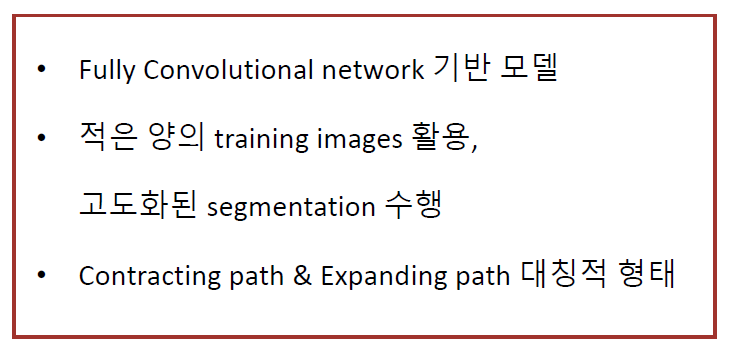 • Fully Convolutional network 기반 모델
• 적은 양의 training images 활용,
고도화된 segmentation 수행
• Contracting path & Expanding path 대칭적 형태